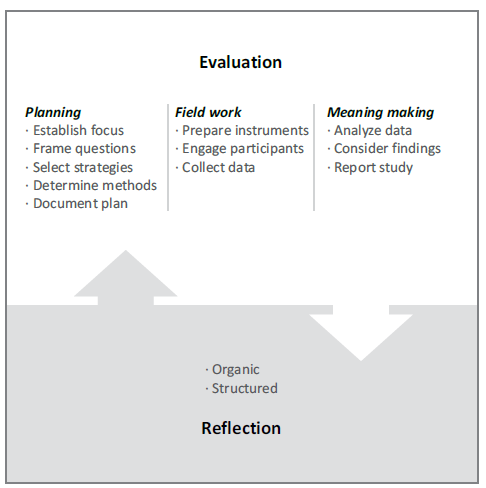 Evaluation
Planning
· Establish focus
· Frame questions
· Select strategies
· Determine methods
· Document plan
Field work
· Prepare instruments
· Engage participants
· Collect data
Meaning making
· Analyze data
· Consider findings
· Report study
· Organic
· Structured
Reflection